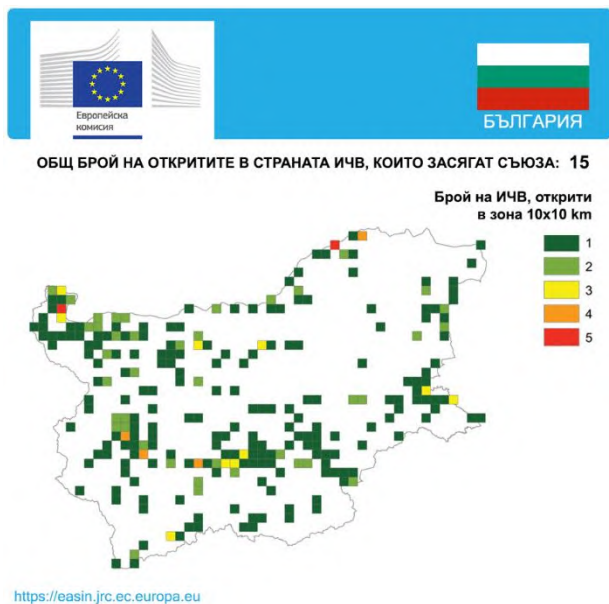 Европейска
комисия
БЪЛГАРИЯ
ОБЩ БРОЙ НА ОТКРИТИТЕ В СТРАНАТА ИЧВ, КОИТО ЗАСЯГАТ СЪЮЗА: 15
Брой на ИЧВ, открити
в зона 10x10 km
1
2
3
4
5
https://easin.jrc.ec.europa.eu